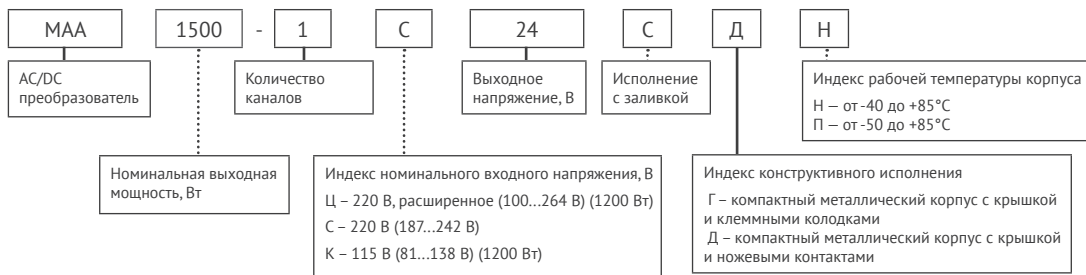 МАА 1500 - 1 С 24 С Д Н
AC/DC
преобразователь
Количество
каналов
Выходное
напряжение, В
Исполнение
с заливкой
Индекс рабочей температуры корпуса
Н — от -40 до +85°С
П — от -50 до +85°С
Номинальная выходная
мощность, Вт
Индекс номинального входного напряжения, В
Ц – 220 В, расширенное (100...264 В) (1200 Вт)
С – 220 В (187...242 В)
К – 115 В (81...138 В) (1200 Вт)
Индекс конструктивного исполнения
Г – компактный металлический корпус с крышкой
и клеммными колодками
Д – компактный металлический корпус с крышкой
и ножевыми контактами